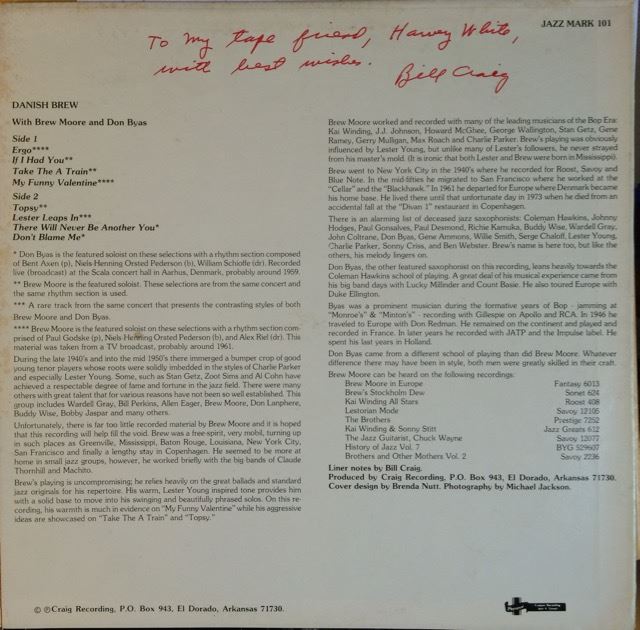 JAZZ MARK 101
To my tape friend, Harvey White,
with best wishes.
Bill Craig
DANISH BREW
With Brew Moore and Don Byas
Side 1
Ergo****
If I Had You**
Take The A Train**
My Funny Valentine****
Side 2
Topsy**
Lester Leaps In***
There Will Never Be Another You*
Don't Blame Me*
* Don Byas is the featured soloist on these selections with a rhythm section composed
of Bent Axen (p), Niels Henning Orsted Pederson (b), William Schiopffe (dr). Recorded
live (broadcast) at the Scala concert hall in Aarhus, Denmark, probably around 1959.
** Brew Moore is the featured soloist. These selections are from the same concert and
the same rhythm section is used.
*** A rare track from the same concert that presents the contrasting styles of both
Brew Moore and Don Byas.
**** Brew Moore is the featured soloist on these selections with a rhythm section com-
prised of Paul Godske (p), Niels Henning Orsted Pederson (b), and Alex Riel (dr). This
material was taken from a TV broadcast, probably around 1961.
During the late 1940's and into the mid 1950's there immerged a bumper crop of good
young tenor players whose roots were solidly imbedded in the styles of Charlie Parker
and especially Lester Young. Some, such as Stan Getz, Zoot Sims and Al Cohn have
achieved a respectable degree of fame and fortune in the jazz field. There were many
others with great talent that for various reasons have not been so well established. This
group includes Wardell Gray, Bill Perkins, Allen Eager, Brew Moore, Don Lanphere,
Buddy Wise, Bobby Jaspar and many others.
Unfortunately, there is far too little recorded material by Brew Moore and it is hoped
that this recording will help fill the void. Brew was a free-spirit, very mobil, turning up
in such places as Greenville, Mississippi, Baton Rouge, Louisiana, New York City,
San Francisco and finally a lengthy stay in Copenhagen. He seemed to be more at
home in small jazz groups, however, he worked briefly with the big bands of Claude
Thornhill and Machito.
Brew's playing is uncompromising; he relies heavily on the great ballads and standard
jazz originals for his repertoire. His warm, Lester Young inspired tone provides him
with a solid base to move into his swinging and beautifully phrased solos. On this re-
cording, his warmth is much in evidence on "My Funny Valentine" while his aggressive
ideas are showcased on "Take The A Train" and "Topsy."
© ℗Craig Recording, P.O. Box 943, El Dorado, Arkansas 71730.
Brew Moore worked and recorded with many of the leading musicians of the Bop Era:
Kai Winding, J.J. Johnson, Howard McGhee, George Wallington, Stan Getz, Gene
Ramey, Gerry Mulligan, Max Roach and Charlie Parker. Brew's playing was obviously
influenced by Lester Young, but unlike many of Lester's followers, he never strayed
from his master's mold. (It is ironic that both Lester and Brew were born in Mississippi).
Brew went to New York City in the 1940's where he recorded for Roost, Savoy and
Blue Note. In the mid-fifties he migrated to San Francisco where he worked at the
"Cellar" and the "Blackhawk." In 1961 he departed for Europe where Denmark became
his home base. He lived there until that unfortunate day in 1973 when he died from an
accidental fall at the "Divan 1" restaurant in Copenhagen.
There is an alarming list of deceased jazz saxophonists: Coleman Hawkins, Johnny
Hodges, Paul Gonsalves, Paul Desmond, Richie Kamuka, Buddy Wise, Wardell Gray,
John Coltrane, Don Byas, Gene Ammons, Willie Smith, Serge Chaloff, Lester Young,
Charlie Parker, Sonny Criss, and Ben Webster. Brew's name is here too, but like the
others, his melody lingers on.
Don Byas, the other featured saxophonist on this recording, leans heavily towards the
Coleman Hawkins school of playing. A great deal of his musical experience came from
his big band days with Lucky Millinder and Count Basie. He also toured Europe with
Duke Ellington.
Byas was a prominent musician during the formative years of Bop - jamming at
"Monroe's" & "Minton's" - recording with Gillespie on Apollo and RCA. In 1946 he
traveled to Europe with Don Redman. He remained on the continent and played and
recorded in France. In later years he recorded with JATP and the Impulse label. He
spent his last years in Holland.
Don Byas came from a different school of playing than did Brew Moore. Whatever
difference there may have been in style, both men were greatly skilled in their craft.
Brew Moore can be heard on the following recordings:
Brew Moore in Europe Fantasy 6013
Brew's Stockholm Dew Sonet 624
Kai Winding All Stars Roost 408
Lestorian Mode Savoy 12105
The Brothers Prestige 7252
Kai Winding & Sonny Stitt Jazz Greats 612
The Jazz Guitarist, Chuck Wayne Savoy 12077
History of Jazz Vol. 7 BYG 529607
Brothers and Other Mothers Vol. 2 Savoy 2236
Liner notes by Bill Craig.
Produced by Craig Recording, P.O. Box 943, El Dorado, Arkansas 71730.
Cover design by Brenda Nutt. Photography by Michael Jackson.